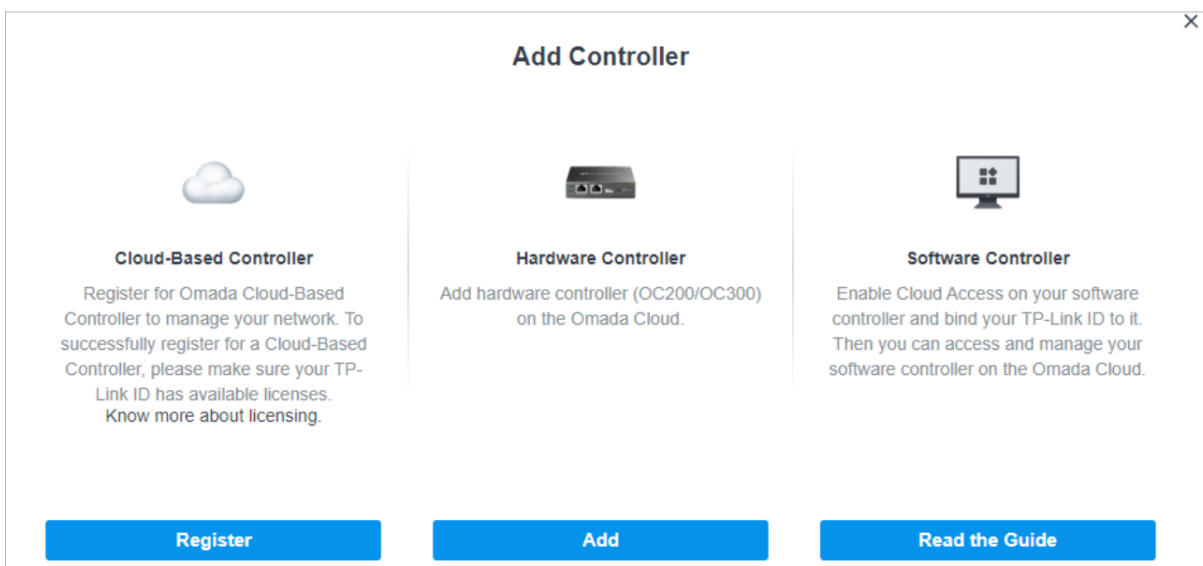 Add Controller
Cloud-Based Controller
Register for Omada Cloud-Based
Controller to manage your network. To
successfully register for a Cloud-Based
Controller, please make sure your TP-
Link ID has available licenses.
Know more about licensing.
Register
Hardware Controller
Add hardware controller (OC200/OC300)
on the Omada Cloud.
Add
Software Controller
Enable Cloud Access on your software
controller and bind your TP-Link ID to it.
Then you can access and manage your
software controller on the Omada Cloud.
Read the Guide